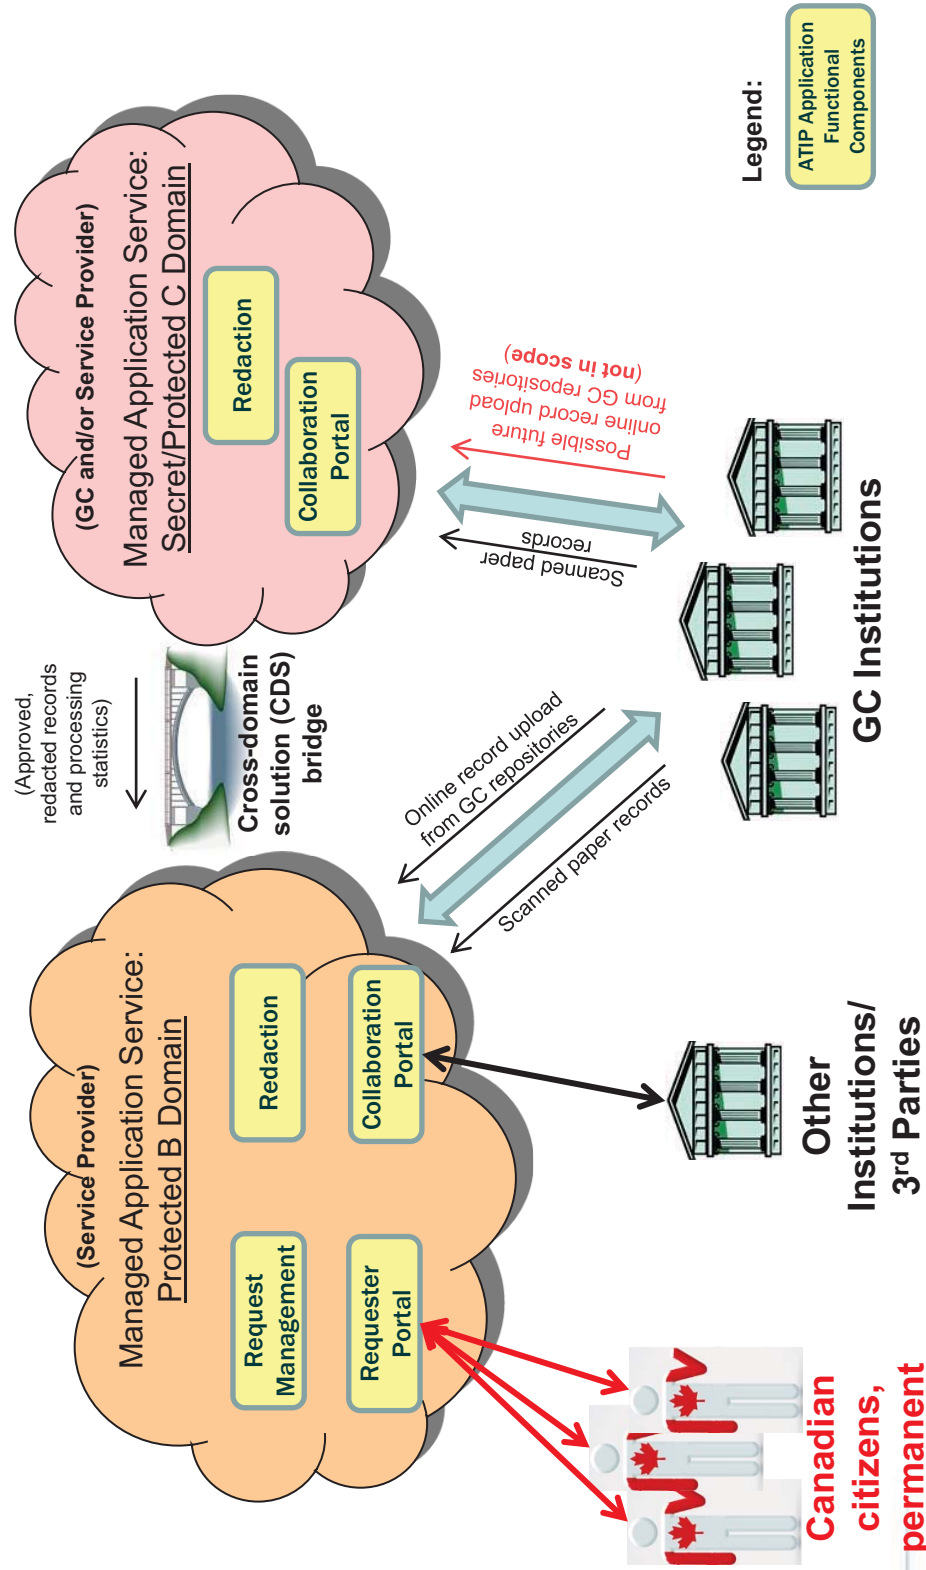 (Service Provider)
Managed Application Service:
Protected B Domain
Request
Management
Redaction
Requester
Portal
Collaboration
Portal
(Approved,
redacted records
and processing
statistics)
Cross-domain
solution (CDS)
bridge
(GC and/or Service Provider)
Managed Application Service:
Secret/Protected C Domain
Redaction
Collaboration
Portal
Online record upload
from GC repositories
Scanned paper records
Scanned paper
records
Possible future
online record upload
from GC repositories
(not in scope)
Canadian
citizens,
permanent
Other
Institutions/
3rd Parties
GC Institutions
Legend:
ATIP Application
Functional
Components